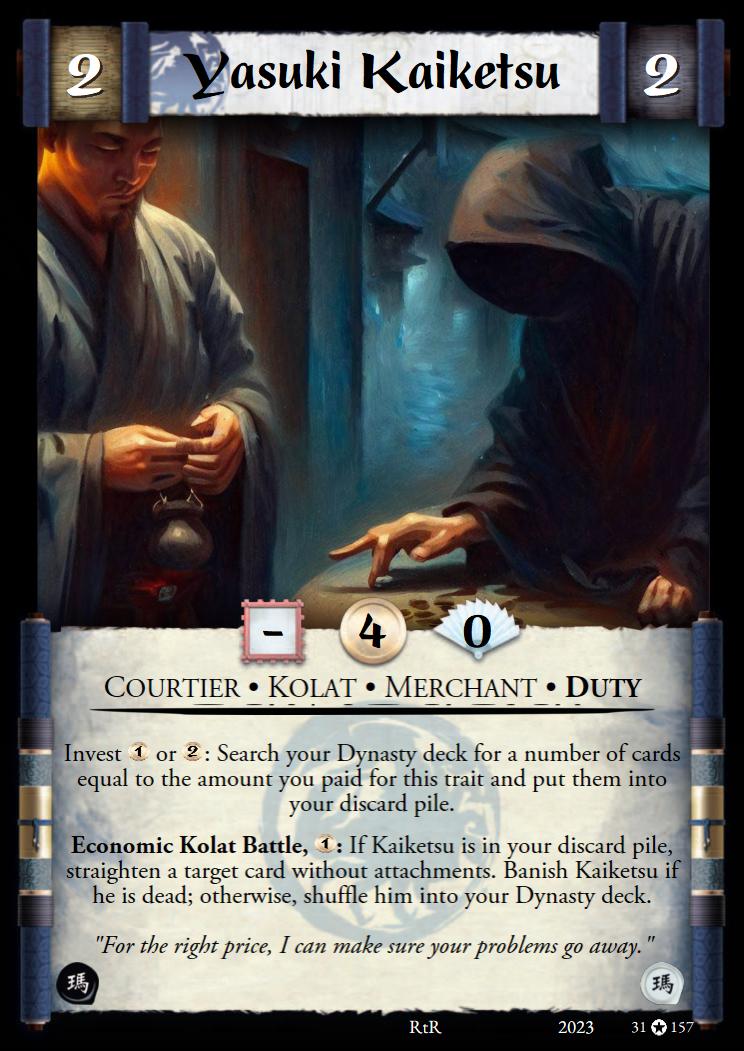 2 Yasuki Kaiketsu 2
- 4 0
COURTIER • KOLAT • MERCHANT • DUTY
Invest 1 or 2: Search your Dynasty deck for a number of cards
equal to the amount you paid for this trait and put them into
your discard pile.
Economic Kolat Battle, 1: If Kaiketsu is in your discard pile,
straighten a target card without attachments. Banish Kaiketsu if
he is dead; otherwise, shuffle him into your Dynasty deck.
"For the right price, I can make sure your problems go away."
瑪 瑪
RtR 2023 31 ✪ 157